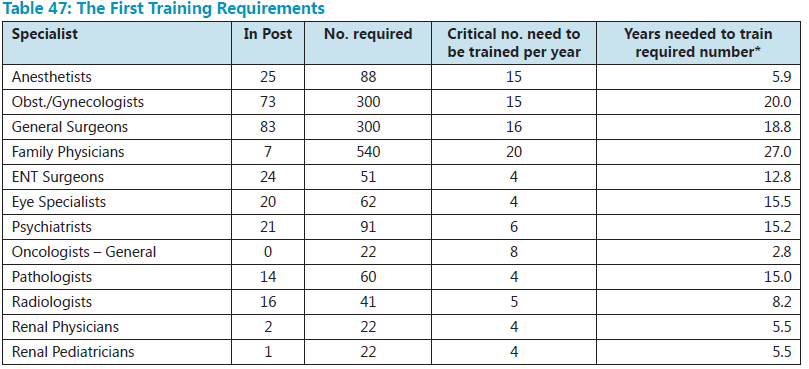 Table 47: The First Training Requirements
Specialist In Post No. required Critical no. need to Years needed to train
be trained per year required number*
Anesthetists 25 88 15 5.9
Obst./Gynecologists 73 300 15 20.0
General Surgeons 83 300 16 18.8
Family Physicians 7 540 20 27.0
ENT Surgeons 24 51 4 12.8
Eye Specialists 20 62 4 15.5
Psychiatrists 21 91 6 15.2
Oncologists – General 0 22 8 2.8
Pathologists 14 60 4 15.0
Radiologists 16 41 5 8.2
Renal Physicians 2 22 4 5.5
Renal Pediatricians 1 22 4 5.5